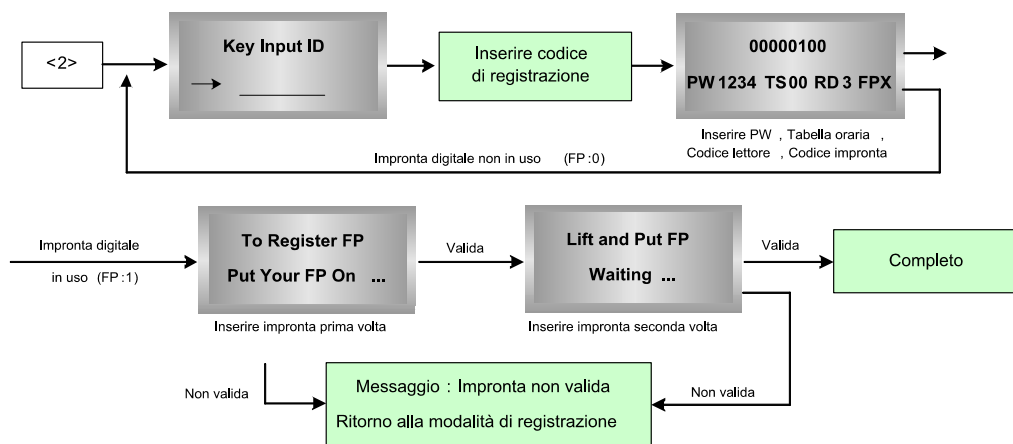 <2>
Key Input ID
Inserire codice
di registrazione
00000100
PW 1234 TS 00 RD 3 FPX
Inserire PW , Tabella oraria ,
Codice lettore , Codice impronta
Impronta digitale non in uso (FP:0)
Impronta digitale
in uso (FP:1)
To Register FP
Put Your FP On ...
Inserire impronta prima volta
Valida
Lift and Put FP
Waiting ...
Inserire impronta seconda volta
Valida
Completo
Non valida
Messaggio : Impronta non valida
Ritorno alla modalità di registrazione
Non valida